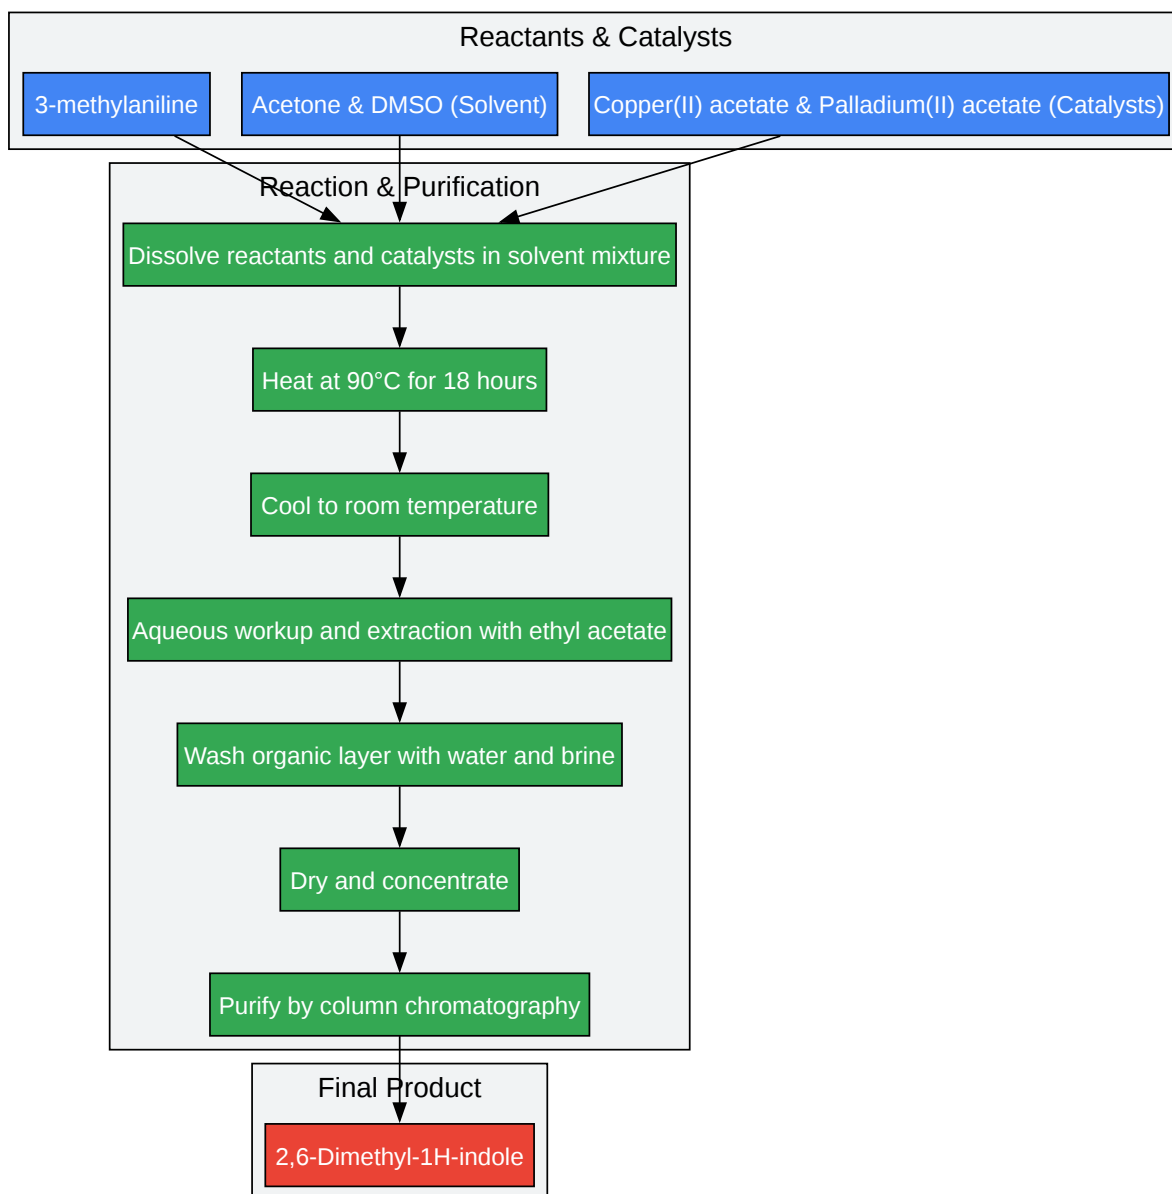 Reactants & Catalysts
3-methylaniline
Acetone & DMSO (Solvent)
Copper(II) acetate & Palladium(II) acetate (Catalysts)
Reaction & Purification
Dissolve reactants and catalysts in solvent mixture
Heat at 90°C for 18 hours
Cool to room temperature
Aqueous workup and extraction with ethyl acetate
Wash organic layer with water and brine
Dry and concentrate
Purify by column chromatography
Final Product
2,6-Dimethyl-1H-indole